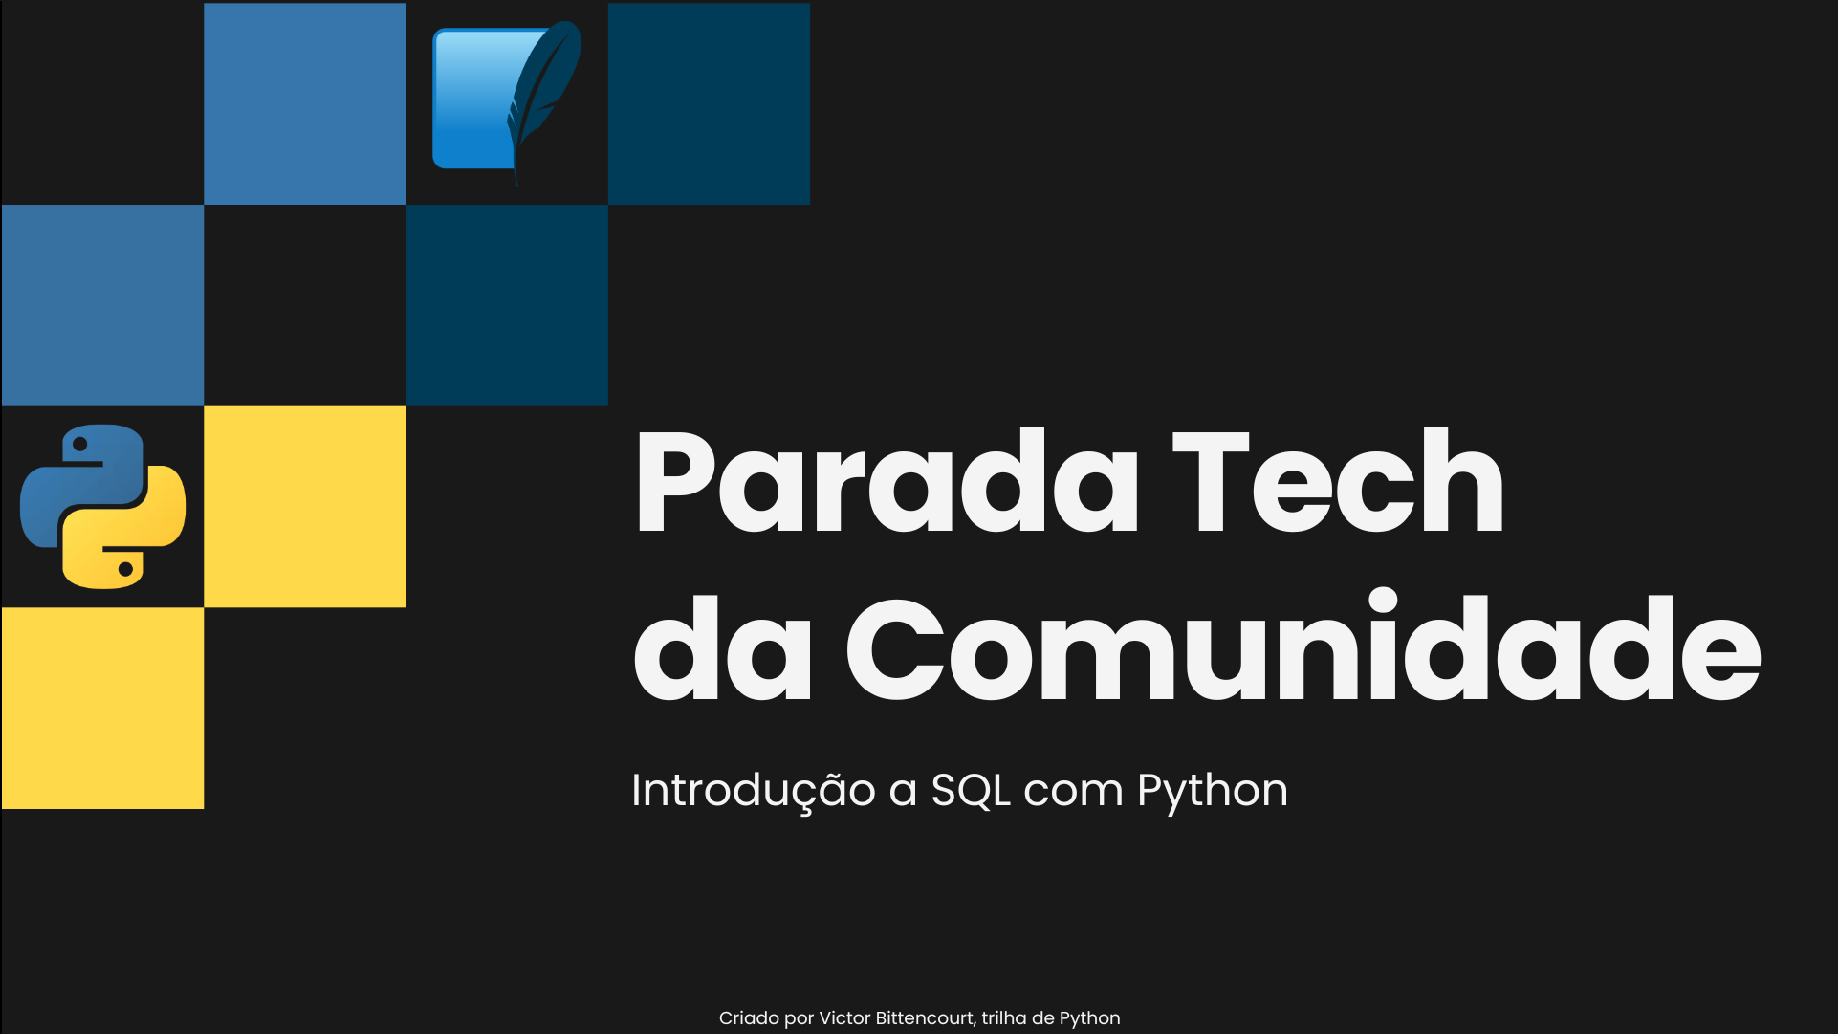 Parada Tech
da Comunidade
Introdução a SQL com Python
Criado por Victor Bittencourt, trilha de Python